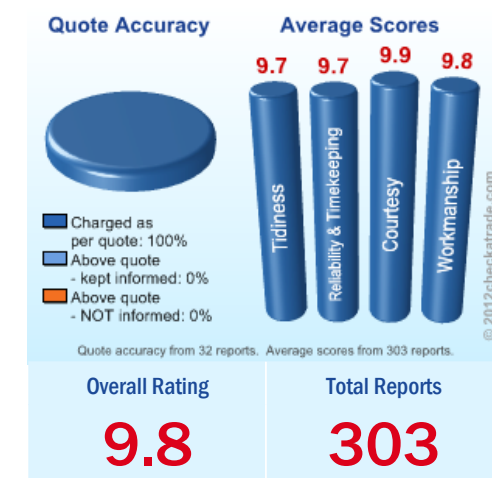 Quote Accuracy
Average Scores
9.7
9.7
9.9
9.8
Tidiness
Reliability & Timekeeping
Courtesy
Workmanship
Charged as
per quote: 100%
Above quote
- kept informed: 0%
Above quote
- NOT informed: 0%
© 2012checkatrade.com
Quote accuracy from 32 reports. Average scores from 303 reports.
Overall Rating
Total Reports
9.8
303